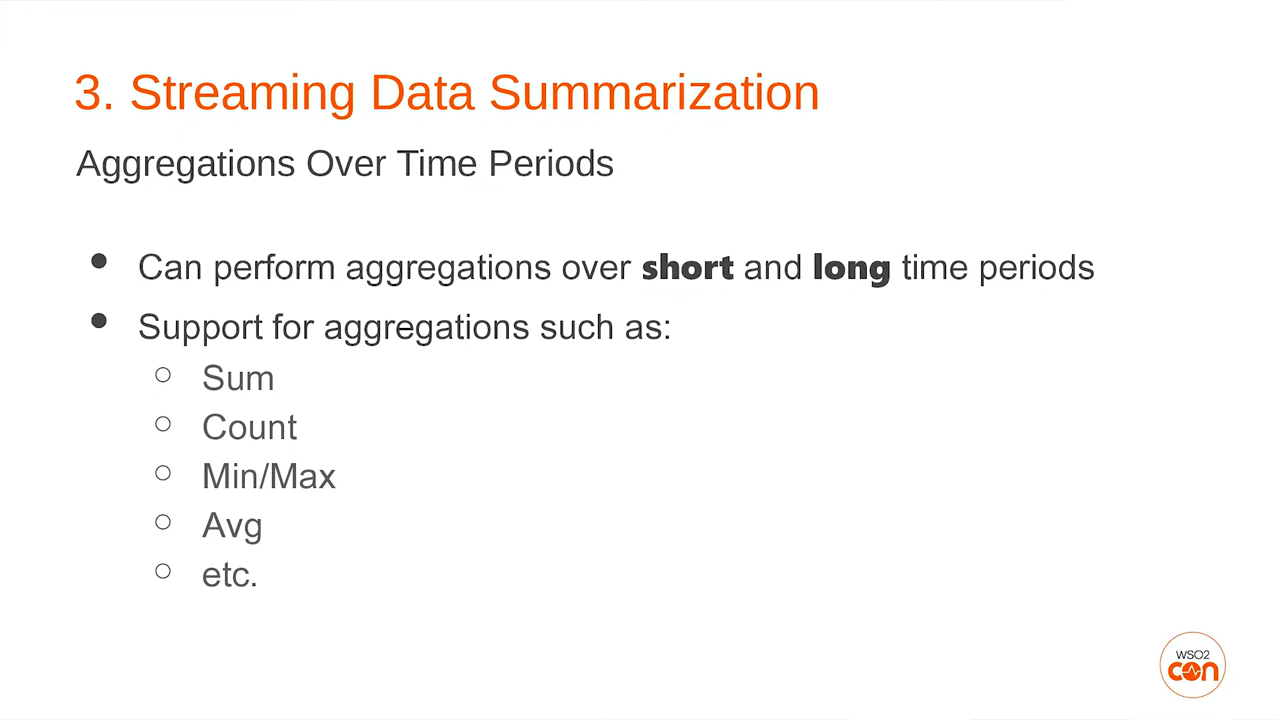 3. Streaming Data Summarization
Aggregations Over Time Periods
● Can perform aggregations over short and long time periods
● Support for aggregations such as:
○ Sum
○ Count
○ Min/Max
○ Avg
○ etc.
WSO2
con